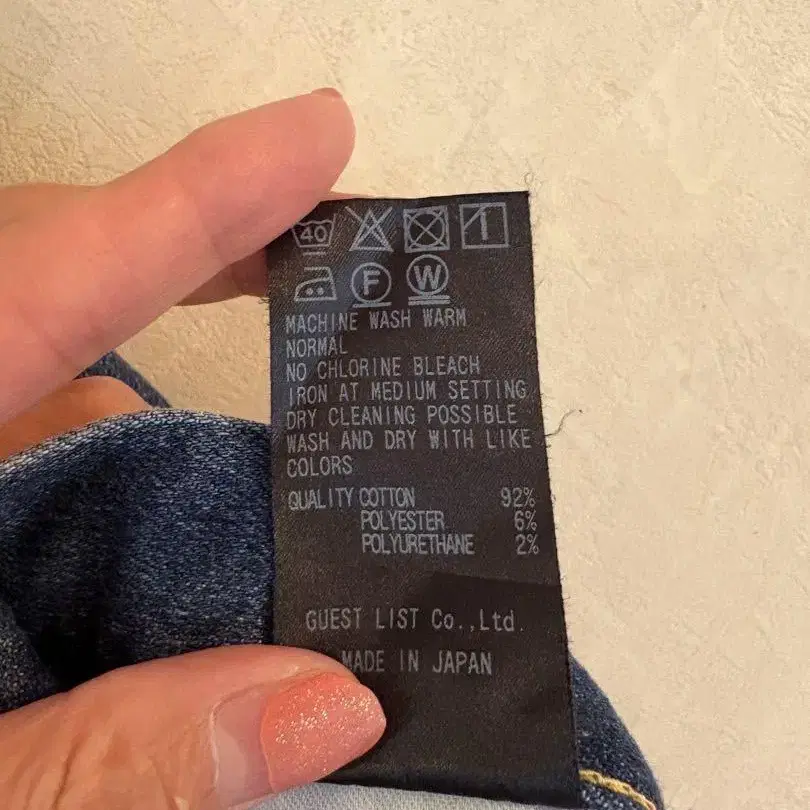 40
F W
MACHINE WASH WARM
NORMAL
NO CHLORINE BLEACH
IRON AT MEDIUM SETTING
DRY CLEANING POSSIBLE
WASH AND DRY WITH LIKE
COLORS
QUALITY COTTON 92%
POLYESTER 6%
POLYURETHANE 2%
GUEST LIST Co.,Ltd.
MADE IN JAPAN